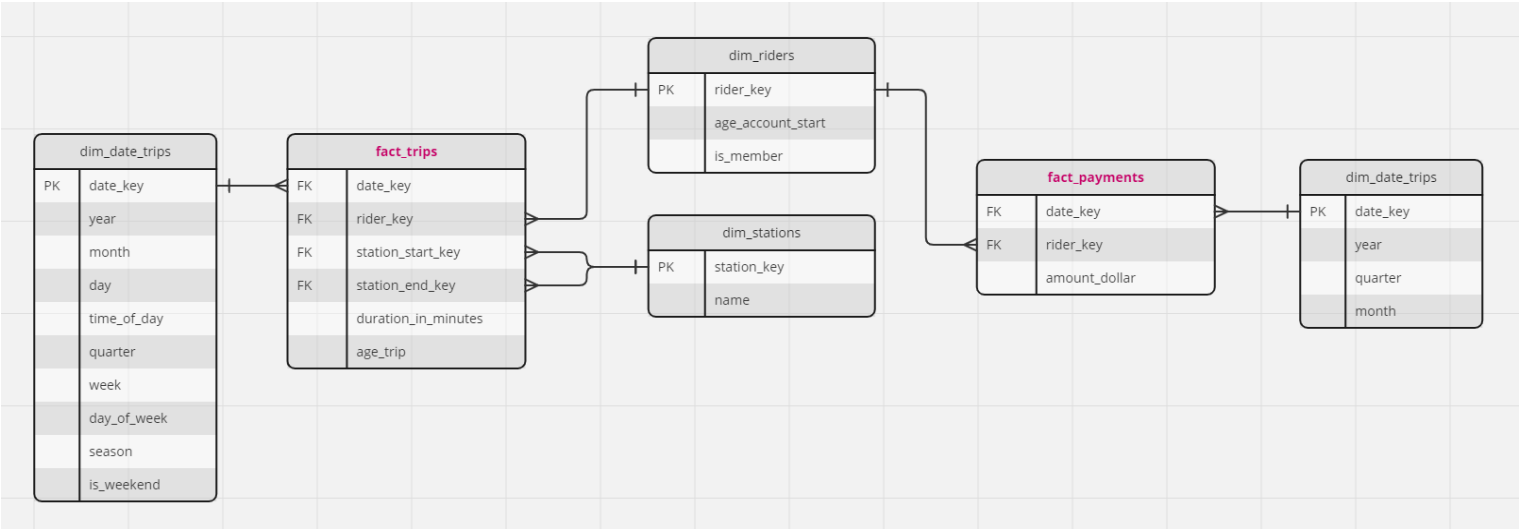 dim_date_trips
PK date_key
year
month
day
time_of_day
quarter
week
day_of_week
season
is_weekend
fact_trips
FK date_key
FK rider_key
FK station_start_key
FK station_end_key
duration_in_minutes
age_trip
dim_riders
PK rider_key
age_account_start
is_member
dim_stations
PK station_key
name
fact_payments
FK date_key
FK rider_key
amount_dollar
dim_date_trips
PK date_key
year
quarter
month